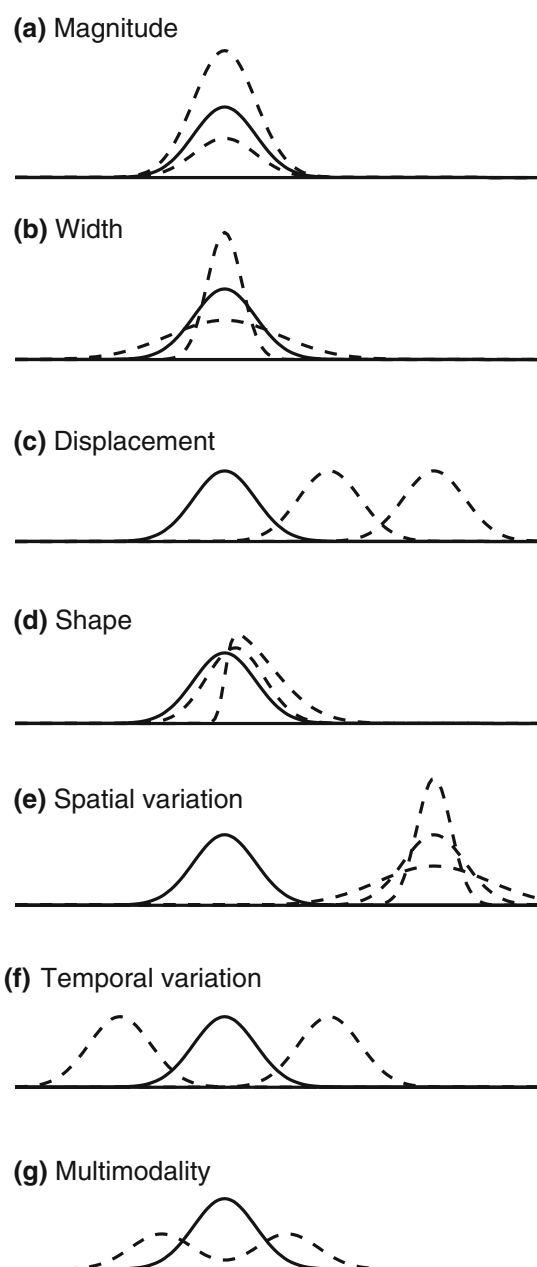 (a) Magnitude
(b) Width
(c) Displacement
(d) Shape
(e) Spatial variation
(f) Temporal variation
(g) Multimodality